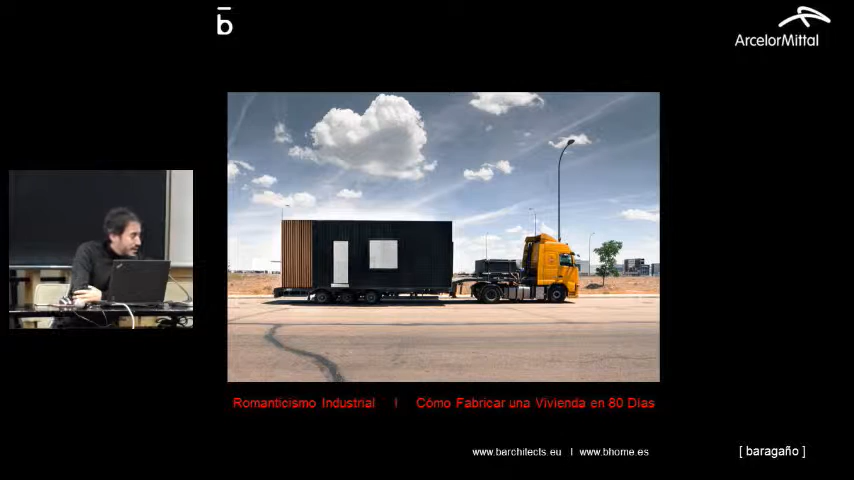 b
ArcelorMittal
Romanticismo Industrial I Cómo Fabricar una Vivienda en 80 Días
www.barchitects.eu I www.bhome.es
[ baragaño ]